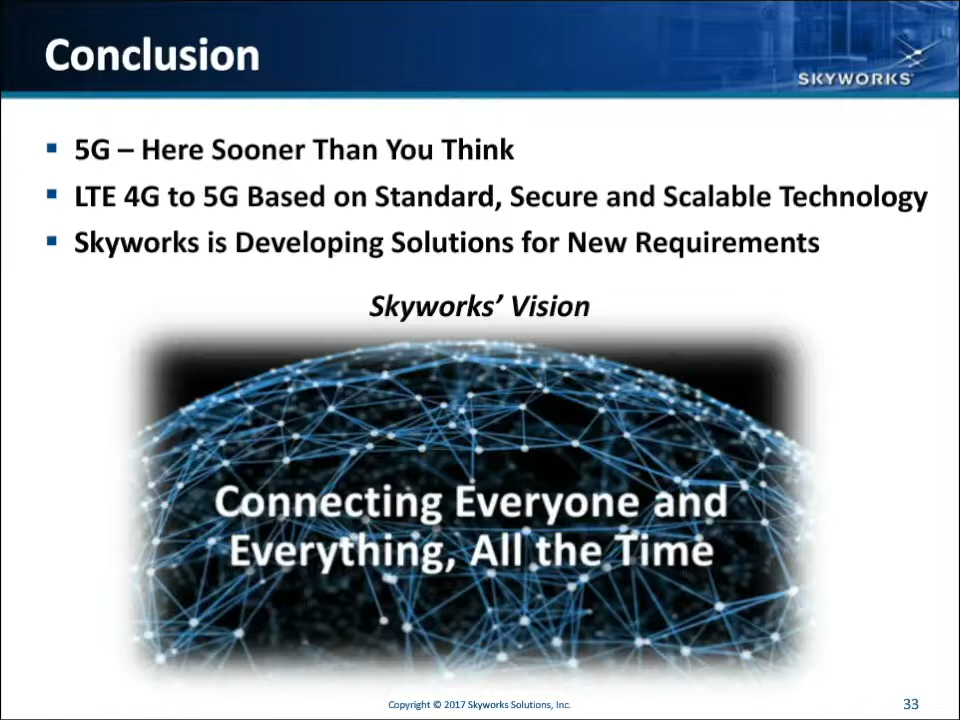 Conclusion
SKYWORKS
5G – Here Sooner Than You Think
LTE 4G to 5G Based on Standard, Secure and Scalable Technology
Skyworks is Developing Solutions for New Requirements
Skyworks’ Vision
Connecting Everyone and
Everything, All the Time
Copyright © 2017 Skyworks Solutions, Inc.
33